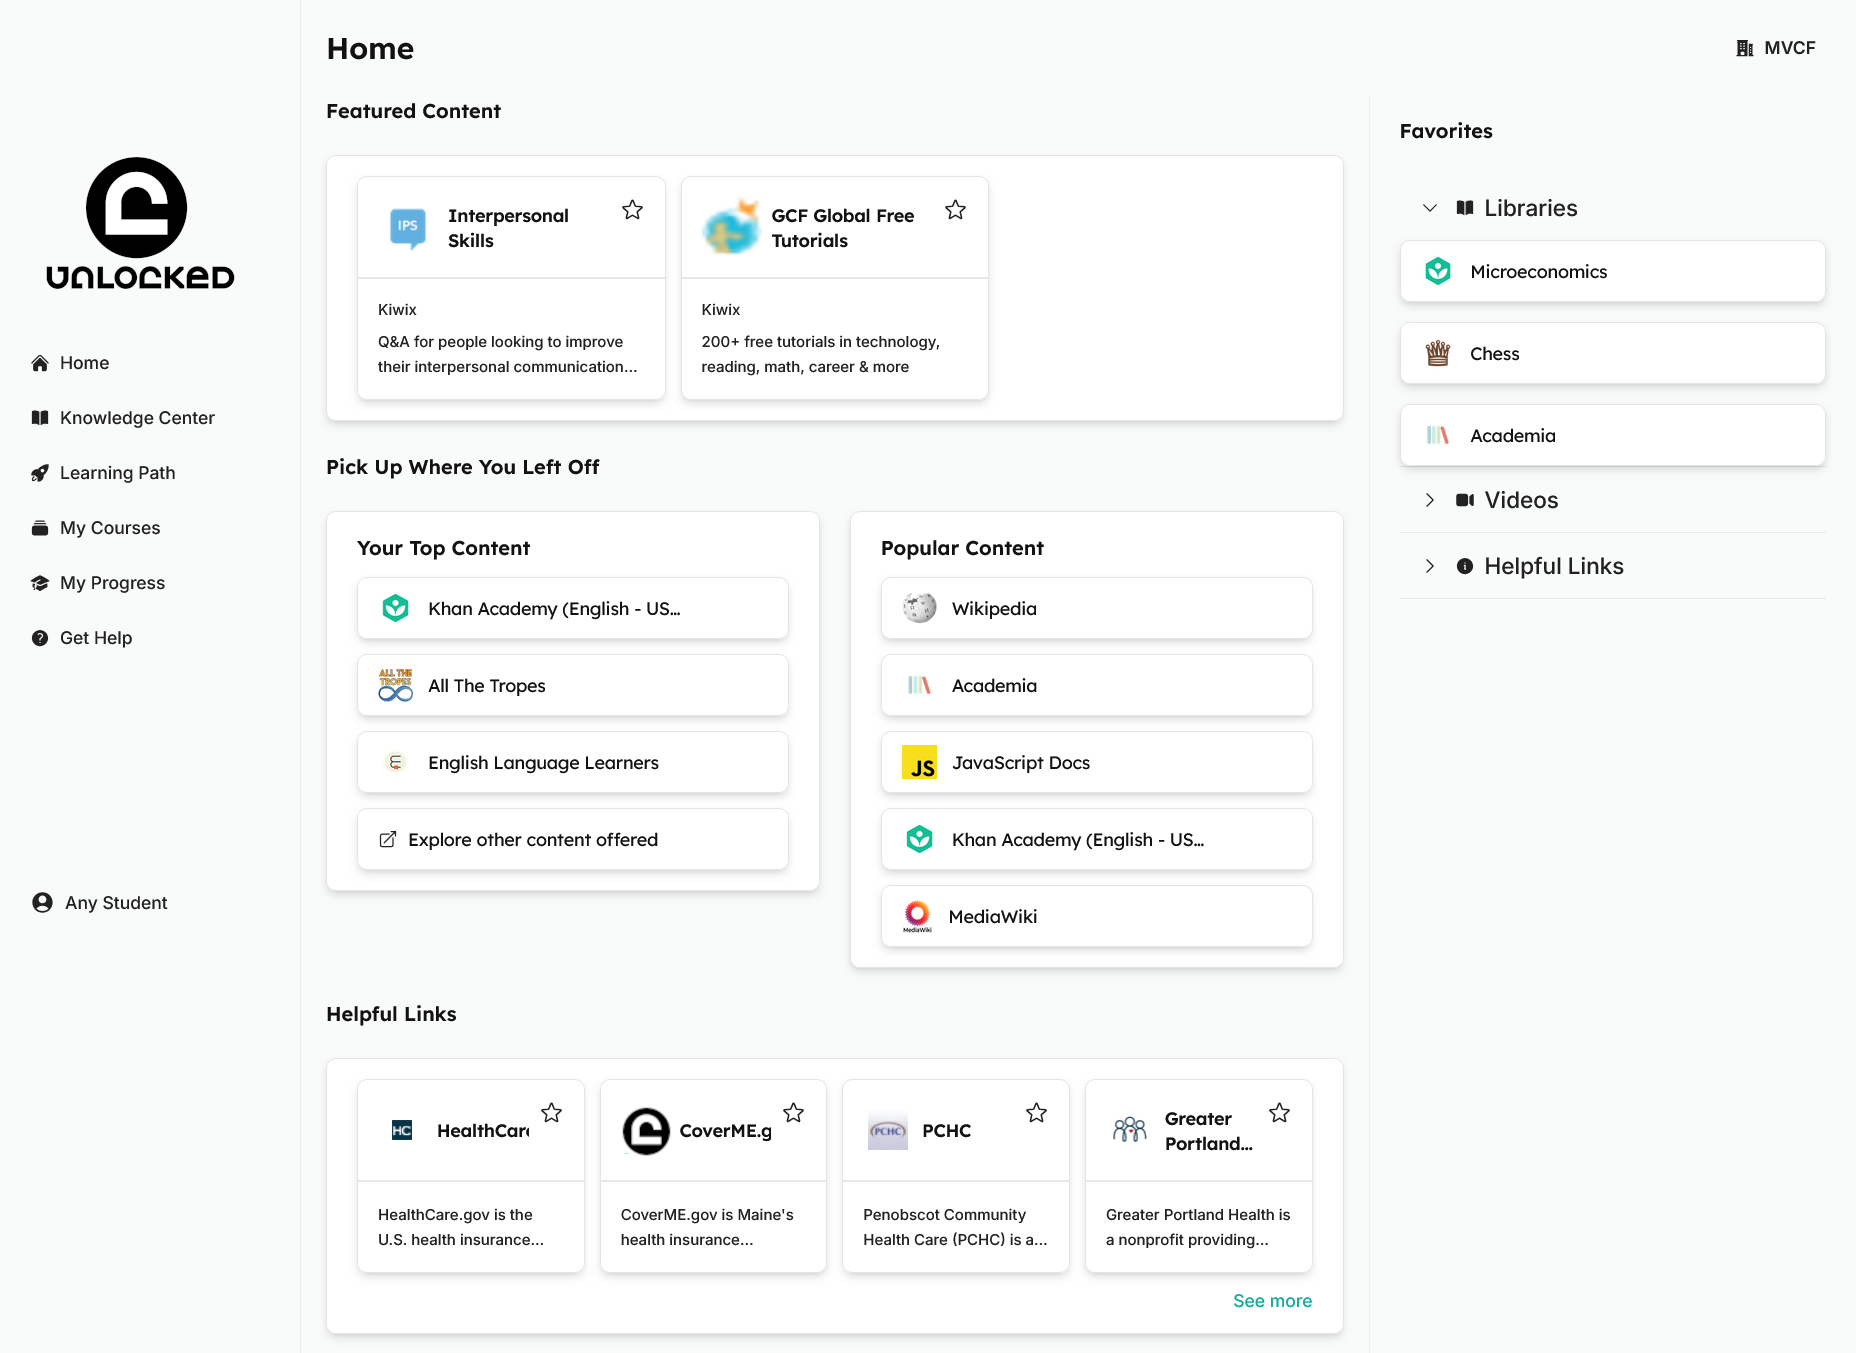 UNLOCKED
Home
Knowledge Center
Learning Path
My Courses
My Progress
Get Help
Any Student
Home
MVCF
Featured Content
IPS
Interpersonal
Skills
Kiwix
Q&A for people looking to improve
their interpersonal communication...
GCF Global Free
Tutorials
Kiwix
200+ free tutorials in technology,
reading, math, career & more
Pick Up Where You Left Off
Your Top Content
Khan Academy (English - US...
ALL THE
TROPES
All The Tropes
English Language Learners
Explore other content offered
Popular Content
Wikipedia
Academia
JS
JavaScript Docs
Khan Academy (English - US...
MediaWiki
MediaWiki
Helpful Links
HC
HealthCare
HealthCare.gov is the
U.S. health insurance...
CoverME.g
CoverME.gov is Maine's
health insurance...
PCHC
PCHC
Penobscot Community
Health Care (PCHC) is a...
Greater
Portland...
Greater Portland Health is
a nonprofit providing...
See more
Favorites
Libraries
Microeconomics
Chess
Academia
Videos
Helpful Links